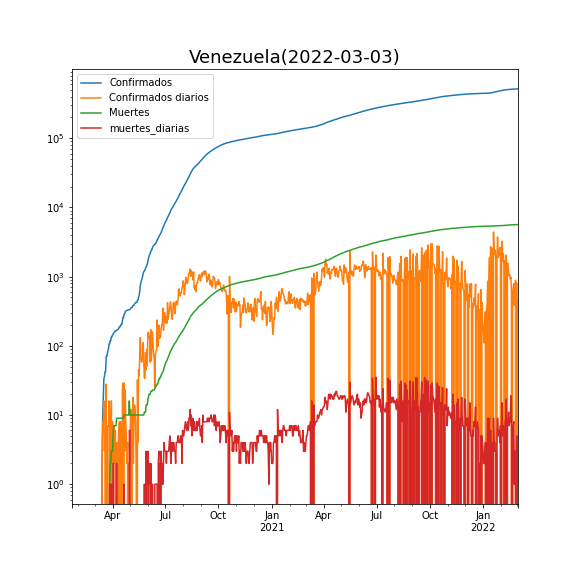 Venezuela(2022-03-03)
Confirmados
Confirmados diarios
Muertes
muertes_diarias
10⁵
10⁴
10³
10²
10¹
10⁰
Apr Jul Oct Jan Apr Jul Oct Jan
2021 2022